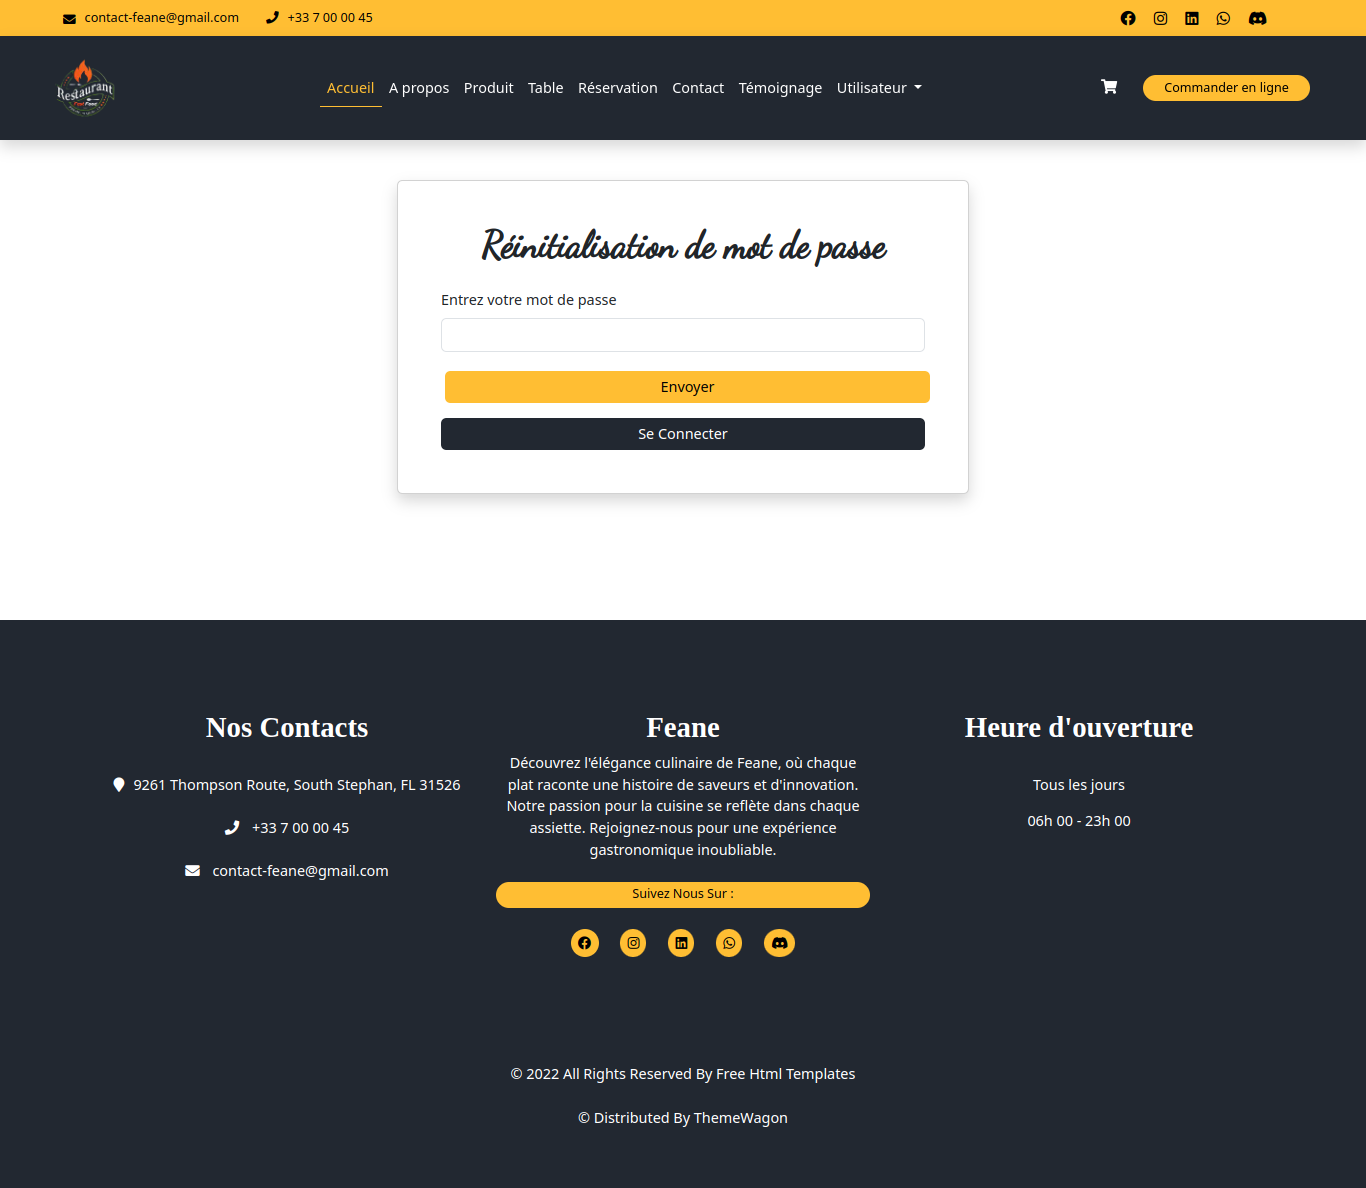 contact-feane@gmail.com +33 7 00 00 45
Restaurant
Accueil A propos Produit Table Réservation Contact Témoignage Utilisateur
Commander en ligne
Réinitialisation de mot de passe
Entrez votre mot de passe
Envoyer
Se Connecter
Nos Contacts
9261 Thompson Route, South Stephan, FL 31526
+33 7 00 00 45
contact-feane@gmail.com
Feane
Découvrez l'élégance culinaire de Feane, où chaque
plat raconte une histoire de saveurs et d'innovation.
Notre passion pour la cuisine se reflète dans chaque
assiette. Rejoignez-nous pour une expérience
gastronomique inoubliable.
Suivez Nous Sur :
Heure d'ouverture
Tous les jours
06h 00 - 23h 00
© 2022 All Rights Reserved By Free Html Templates
© Distributed By ThemeWagon